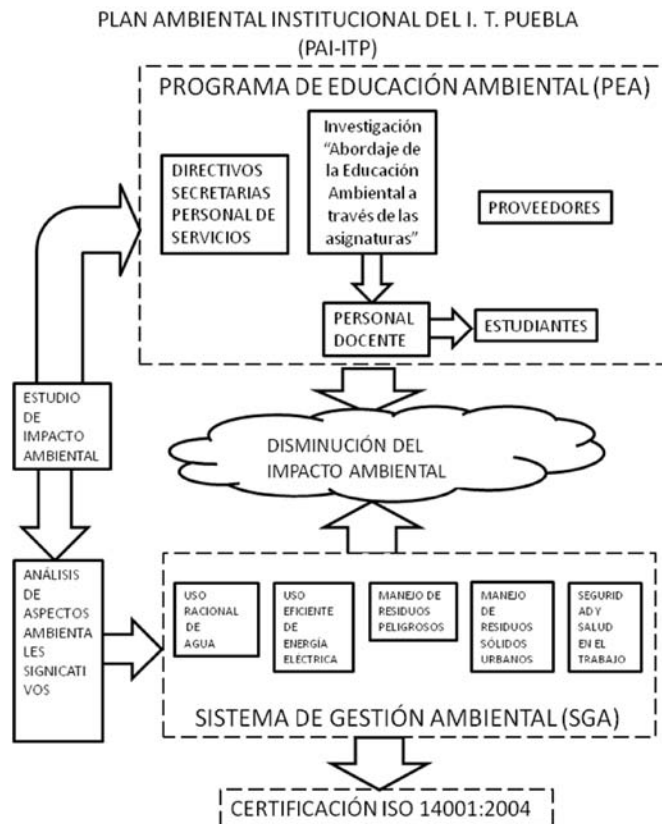 PLAN AMBIENTAL INSTITUCIONAL DEL I. T. PUEBLA
(PAI-ITP)
PROGRAMA DE EDUCACIÓN AMBIENTAL (PEA)
DIRECTIVOS
SECRETARIAS
PERSONAL DE
SERVICIOS
Investigación
“Abordaje de
la Educación
Ambiental a
través de las
asignaturas”
PROVEEDORES
PERSONAL
DOCENTE
ESTUDIANTES
ESTUDIO
DE
IMPACTO
AMBIENTAL
DISMINUCIÓN DEL
IMPACTO AMBIENTAL
ANÁLISIS
DE
ASPECTOS
AMBIENTA
LES
SIGNICATI
VOS
USO
RACIONAL
DE
AGUA
USO
EFICIENTE
DE
ENERGÍA
ELÉCTRICA
MANEJO DE
RESIDUOS
PELIGROSOS
MANEJO
DE
RESIDUOS
SÓLIDOS
URBANOS
SEGURID
AD Y
SALUD
EN EL
TRABAJO
SISTEMA DE GESTIÓN AMBIENTAL (SGA)
CERTIFICACIÓN ISO 14001:2004